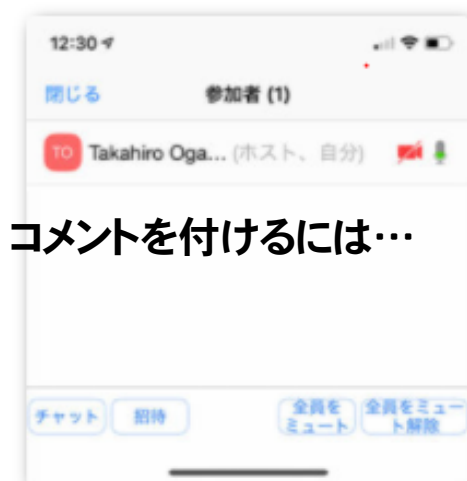 12:30
閉じる 参加者 (1)
TO Takahiro Oga... (ホスト、自分)
コメントを付けるには…
チャット 招待 全員を
ミュート 全員をミュー
ト解除